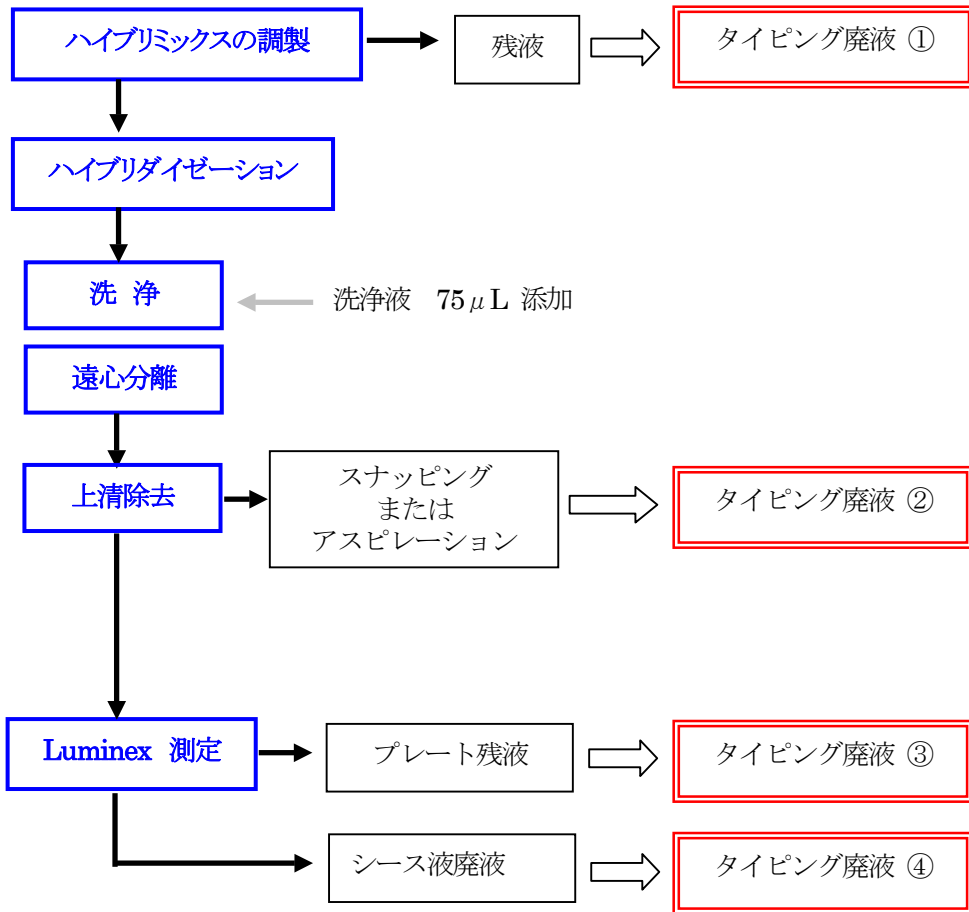 ハイブリミックスの調製
残液
タイピング廃液 ①
ハイブリダイゼーション
洗 浄
洗浄液 75μL 添加
遠心分離
上清除去
スナッピング
または
アスピレーション
タイピング廃液 ②
Luminex 測定
プレート残液
タイピング廃液 ③
シース液廃液
タイピング廃液 ④